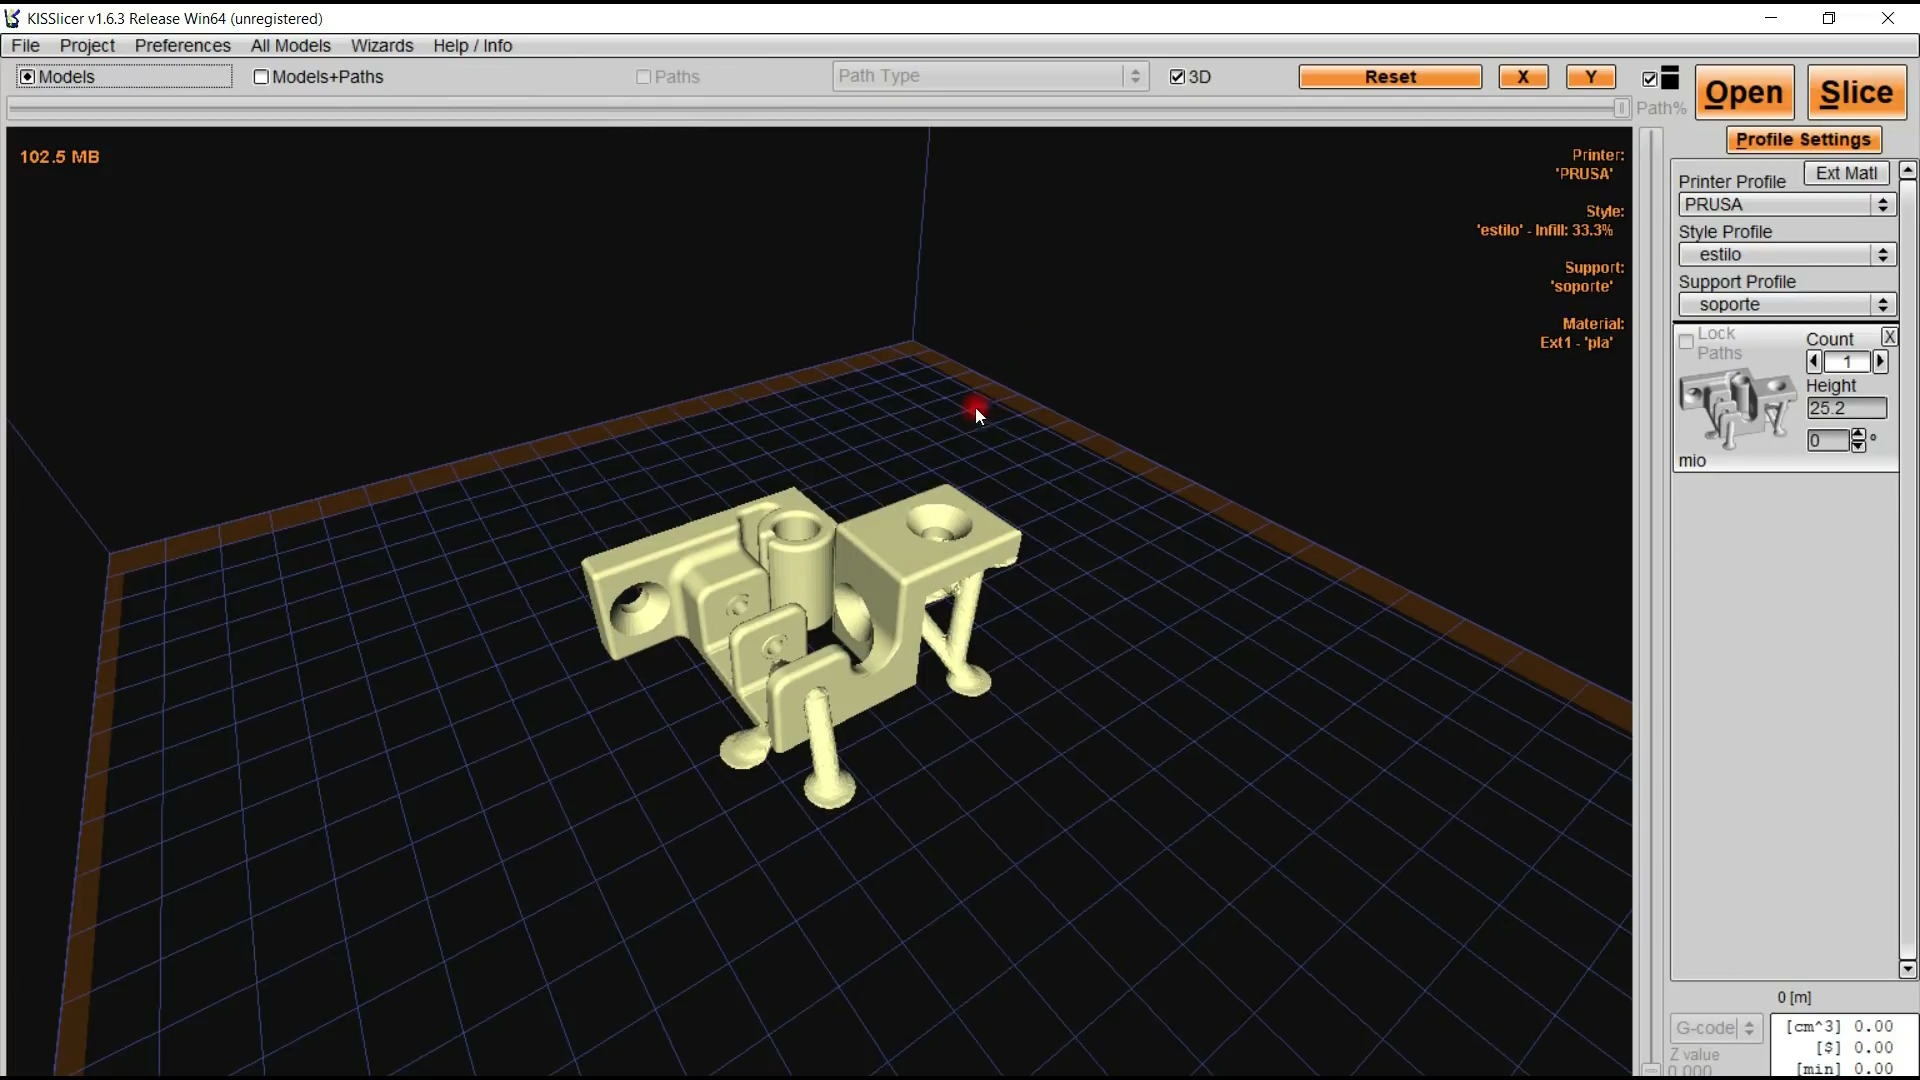 KISSlicer v1.6.3 Release Win64 (unregistered)
File Project Preferences All Models Wizards Help / Info
Models Models+Paths Paths Path Type 3D Reset X Y
Path% Open Slice
Profile Settings
102.5 MB
Printer:
'PRUSA'
Style:
'estilo' - Infill: 33.3%
Support:
'soporte'
Material:
Ext1 - 'pla'
Printer Profile Ext Matl
PRUSA
Style Profile
estilo
Support Profile
soporte
Lock Paths
Count X
1
Height
25.2
0 °
mio
0 [m]
G-code
Z value
0.000
[cm^3] 0.00
[$] 0.00
[min] 0.00